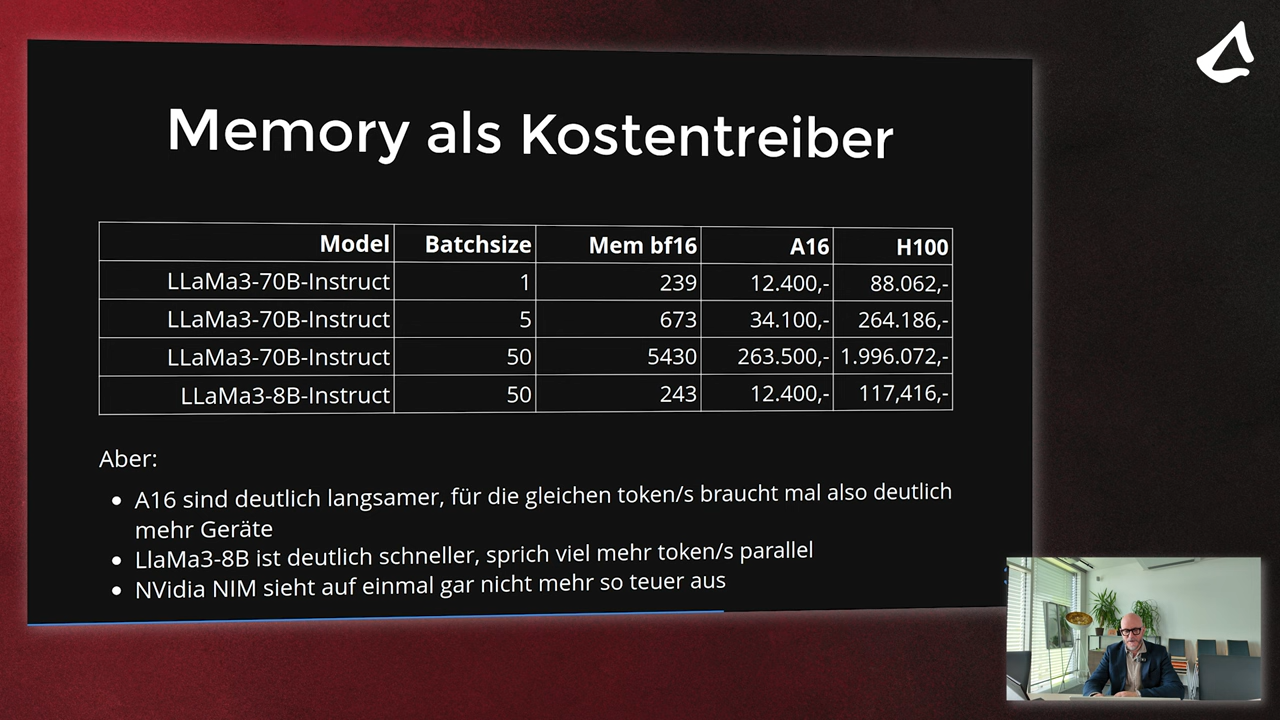 Memory als Kostentreiber
Model Batchsize Mem bf16 A16 H100
LLaMa3-70B-Instruct 1 239 12.400,- 88.062,-
LLaMa3-70B-Instruct 5 673 34.100,- 264.186,-
LLaMa3-70B-Instruct 50 5430 263.500,- 1.996.072,-
LLaMa3-8B-Instruct 50 243 12.400,- 117,416,-
Aber:
A16 sind deutlich langsamer, für die gleichen token/s braucht mal also deutlich
mehr Geräte
LlaMa3-8B ist deutlich schneller, sprich viel mehr token/s parallel
NVidia NIM sieht auf einmal gar nicht mehr so teuer aus